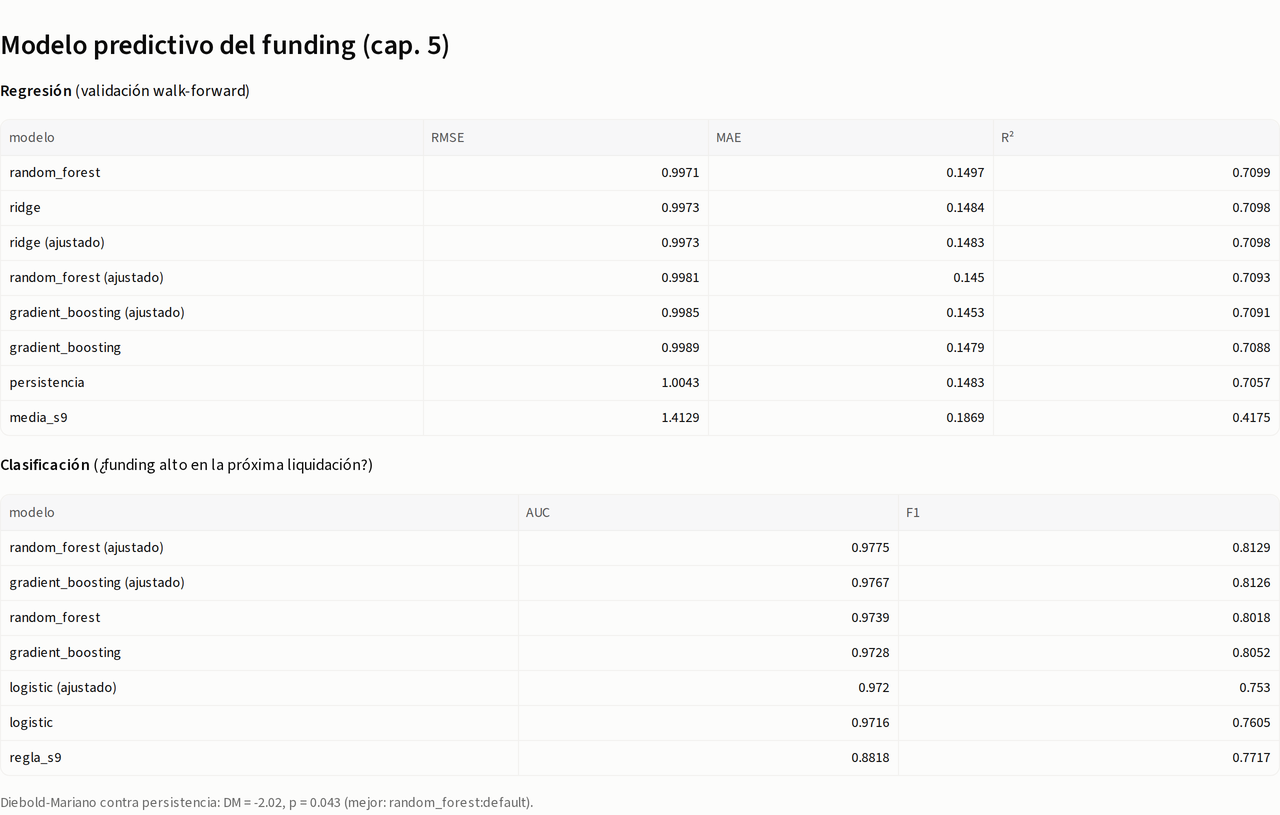 Modelo predictivo del funding (cap. 5)
Regresión (validación walk-forward)
modelo RMSE MAE R²
random_forest 0.9971 0.1497 0.7099
ridge 0.9973 0.1484 0.7098
ridge (ajustado) 0.9973 0.1483 0.7098
random_forest (ajustado) 0.9981 0.145 0.7093
gradient_boosting (ajustado) 0.9985 0.1453 0.7091
gradient_boosting 0.9989 0.1479 0.7088
persistencia 1.0043 0.1483 0.7057
media_s9 1.4129 0.1869 0.4175
Clasificación (¿funding alto en la próxima liquidación?)
modelo AUC F1
random_forest (ajustado) 0.9775 0.8129
gradient_boosting (ajustado) 0.9767 0.8126
random_forest 0.9739 0.8018
gradient_boosting 0.9728 0.8052
logistic (ajustado) 0.972 0.753
logistic 0.9716 0.7605
regla_s9 0.8818 0.7717
Diebold-Mariano contra persistencia: DM = -2.02, p = 0.043 (mejor: random_forest:default).